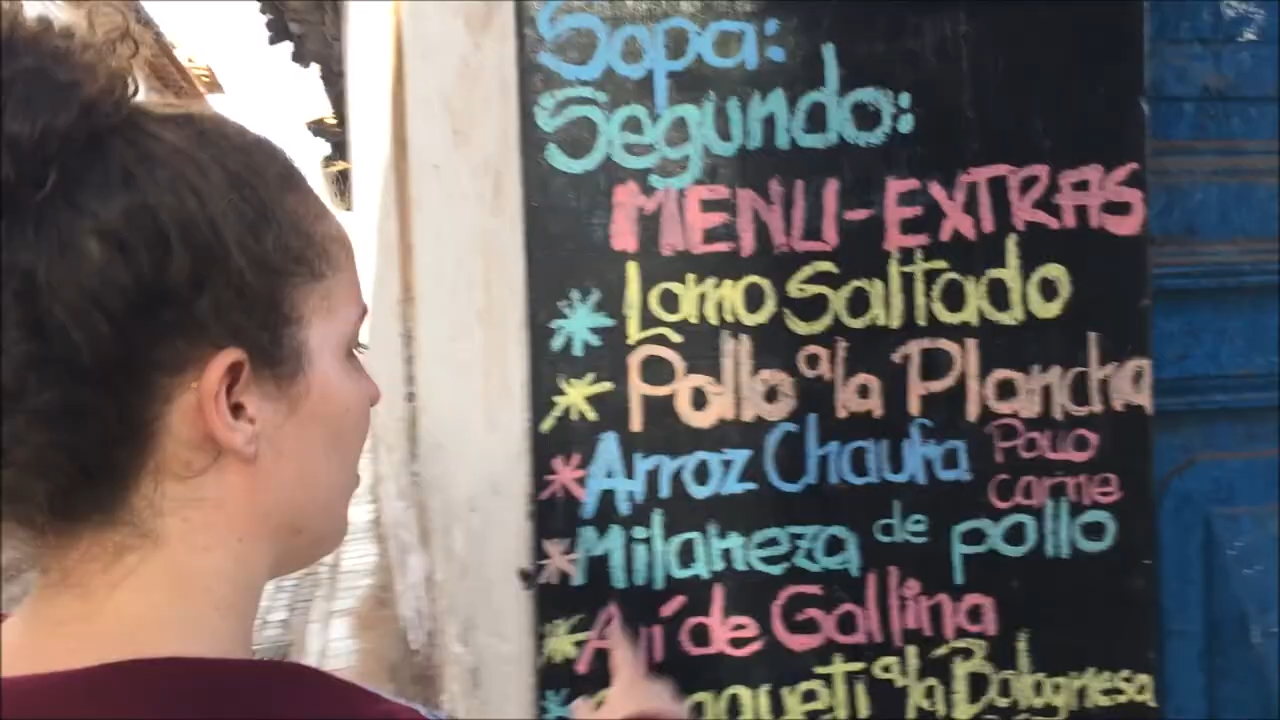 Sopa:
Segundo:
MENU-EXTRAS
* Lomo Saltado
* Pollo a la Plancha
* Arroz Chaufa Pollo carne
* Milaneza de pollo
* Ají de Gallina
* a la Bolognesa